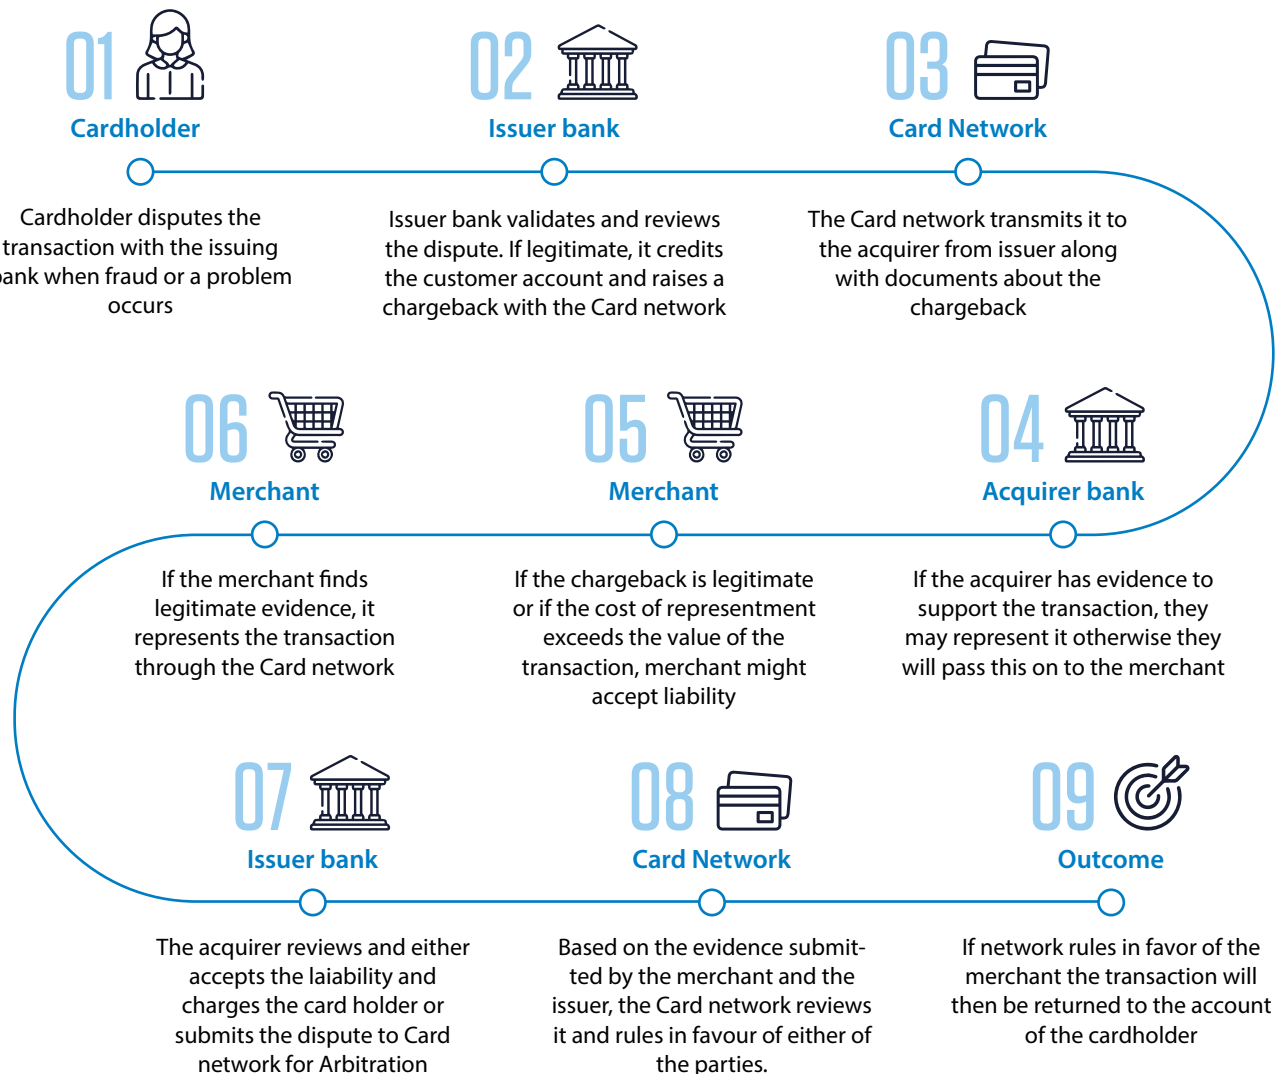 01
Cardholder
Cardholder disputes the
transaction with the issuing
bank when fraud or a problem
occurs
02
Issuer bank
Issuer bank validates and reviews
the dispute. If legitimate, it credits
the customer account and raises a
chargeback with the Card network
03
Card Network
The Card network transmits it to
the acquirer from issuer along
with documents about the
chargeback
04
Acquirer bank
If the acquirer has evidence to
support the transaction, they
may represent it otherwise they
will pass this on to the merchant
05
Merchant
If the chargeback is legitimate
or if the cost of representment
exceeds the value of the
transaction, merchant might
accept liability
06
Merchant
If the merchant finds
legitimate evidence, it
represents the transaction
through the Card network
07
Issuer bank
The acquirer reviews and either
accepts the laiability and
charges the card holder or
submits the dispute to Card
network for Arbitration
08
Card Network
Based on the evidence submit-
ted by the merchant and the
issuer, the Card network reviews
it and rules in favour of either of
the parties.
09
Outcome
If network rules in favor of the
merchant the transaction will
then be returned to the account
of the cardholder